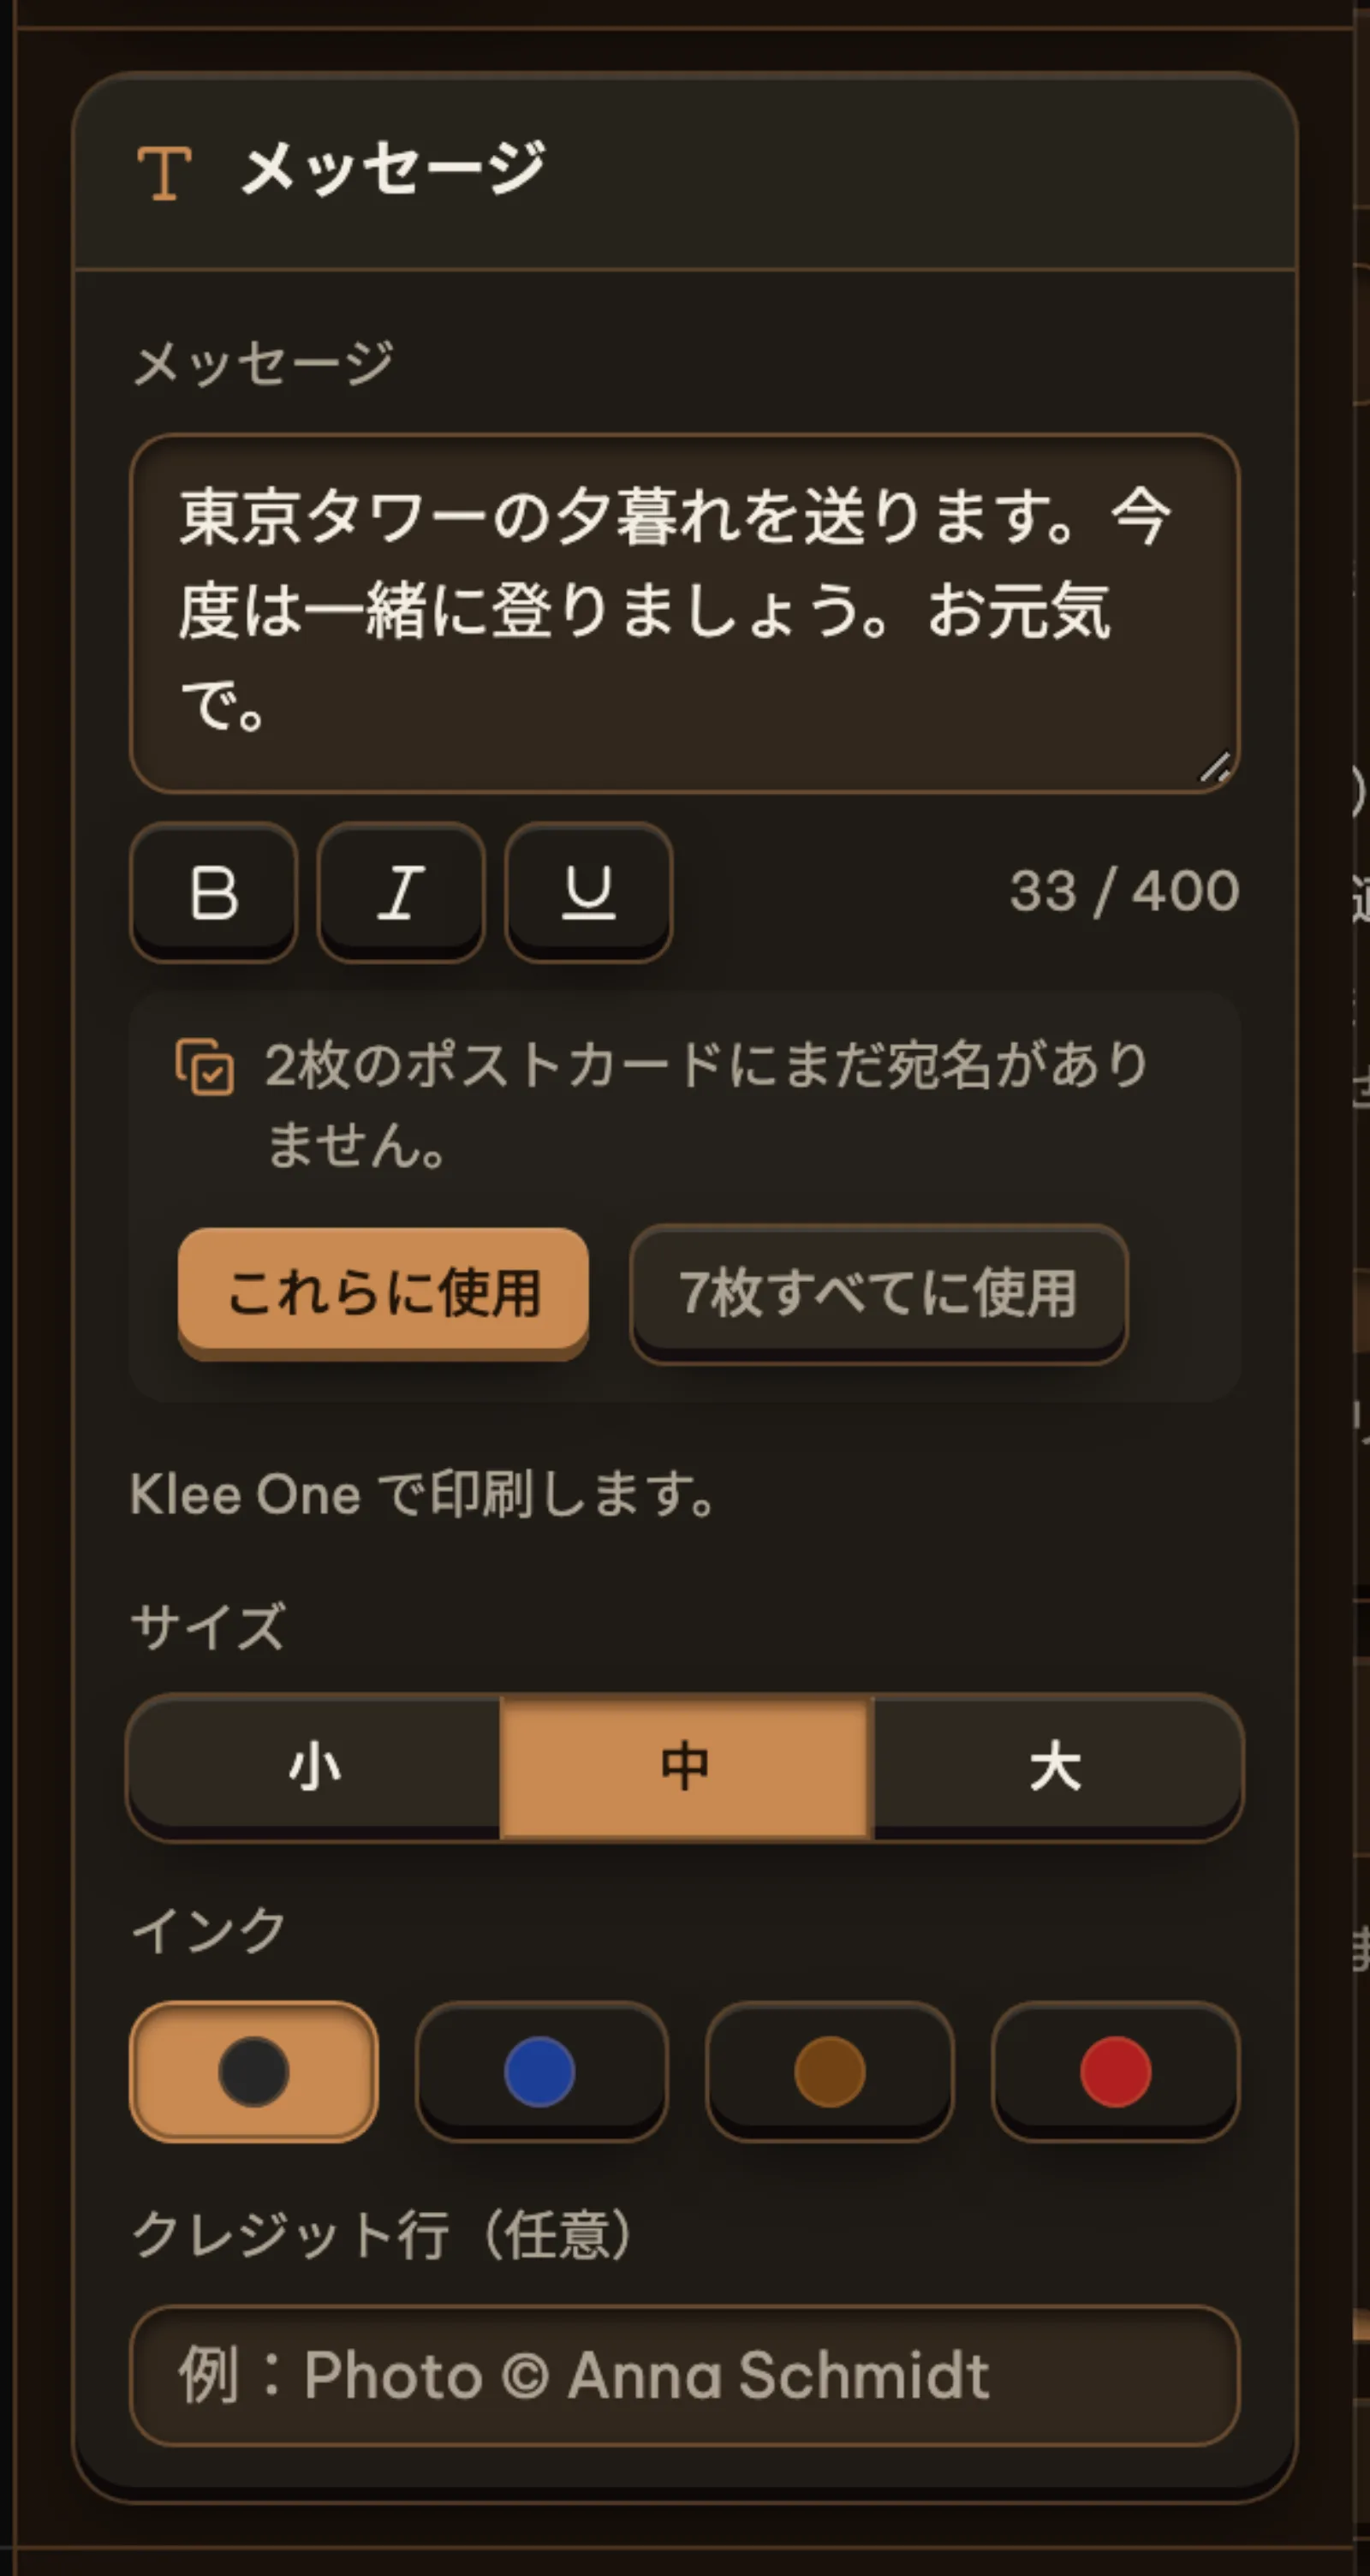 メッセージ
メッセージ
東京タワーの夕暮れを送ります。今
度は一緒に登りましょう。お元気
で。
B I U 33 / 400
2枚のポストカードにまだ宛名があり
ません。
これらに使用 7枚すべてに使用
Klee One で印刷します。
サイズ
小 中 大
インク
クレジット行（任意）
例：Photo © Anna Schmidt